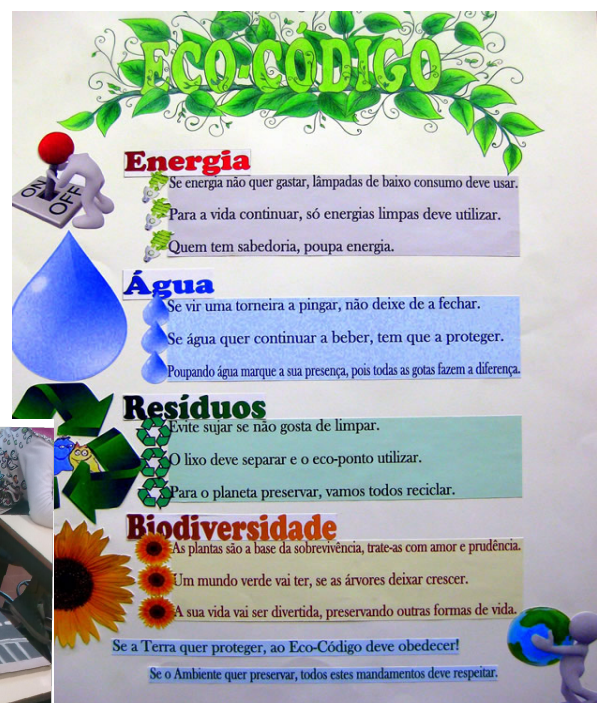 ECO-CÓDIGO
ON
OFF
Energia
Se energia não quer gastar, lâmpadas de baixo consumo deve usar.
Para a vida continuar, só energias limpas deve utilizar.
Quem tem sabedoria, poupa energia.
Água
Se vir uma torneira a pingar, não deixe de a fechar.
Se água quer continuar a beber, tem que a proteger.
Poupando água marque a sua presença, pois todas as gotas fazem a diferença.
Resíduos
Evite sujar se não gosta de limpar.
O lixo deve separar e o eco-ponto utilizar.
Para o planeta preservar, vamos todos reciclar.
Biodiversidade
As plantas são a base da sobrevivência, trate-as com amor e prudência.
Um mundo verde vai ter, se as árvores deixar crescer.
A sua vida vai ser divertida, preservando outras formas de vida.
Se a Terra quer proteger, ao Eco-Código deve obedecer!
Se o Ambiente quer preservar, todos estes mandamentos deve respeitar.